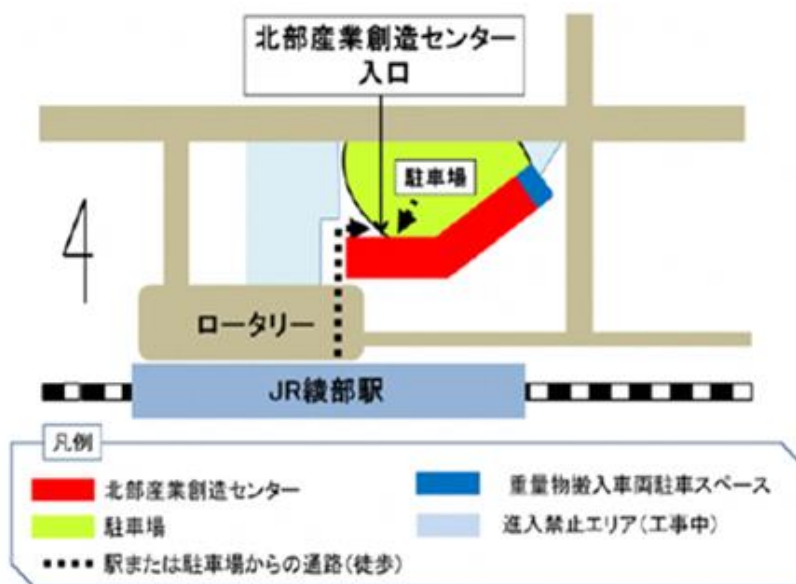 北部産業創造センター
入口
駐車場
ロータリー
JR綾部駅
凡例
北部産業創造センター
重量物搬入車両駐車スペース
駐車場
進入禁止エリア(工事中)
駅または駐車場からの通路(徒歩)